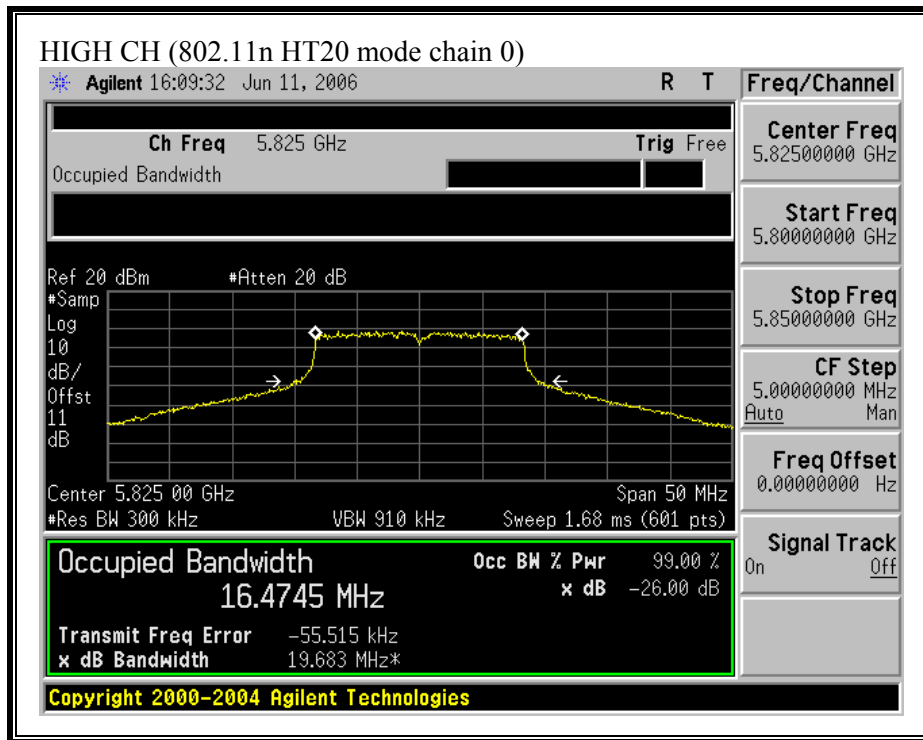 HIGH CH (802.11n HT20 mode chain 0)
Agilent 16:09:32 Jun 11, 2006 R T
Freq/Channel
Ch Freq 5.825 GHz Trig Free
Occupied Bandwidth
Center Freq
5.82500000 GHz
Start Freq
5.80000000 GHz
Stop Freq
5.85000000 GHz
CF Step
5.00000000 MHz
Auto Man
Freq Offset
0.00000000 Hz
Signal Track
On Off
Ref 20 dBm #Atten 20 dB
#Samp
Log
10
dB/
Offst
11
dB
Center 5.825 00 GHz Span 50 MHz
#Res BW 300 kHz VBW 910 kHz Sweep 1.68 ms (601 pts)
Occupied Bandwidth Occ BW % Pwr 99.00 %
16.4745 MHz x dB -26.00 dB
Transmit Freq Error -55.515 kHz
x dB Bandwidth 19.683 MHz*
Copyright 2000-2004 Agilent Technologies